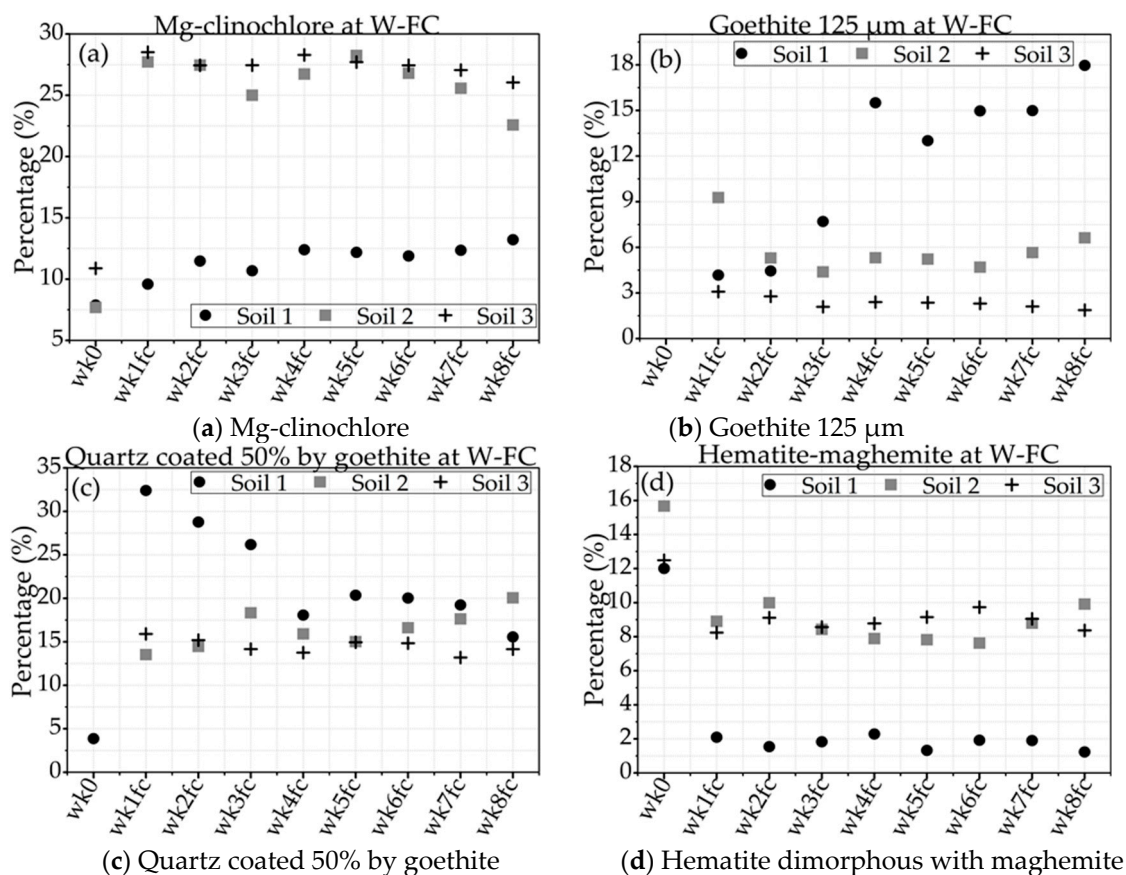 Mg-clinochlore at W-FC
(a)
Percentage (%)
30
25
20
15
10
5
Soil 1 Soil 2 Soil 3
wk0 wk1fc wk2fc wk3fc wk4fc wk5fc wk6fc wk7fc wk8fc
(a) Mg-clinochlore
Goethite 125 µm at W-FC
(b)
Soil 1 Soil 2 Soil 3
Percentage (%)
18
15
12
9
6
3
0
wk0 wk1fc wk2fc wk3fc wk4fc wk5fc wk6fc wk7fc wk8fc
(b) Goethite 125 µm
Quartz coated 50% by goethite at W-FC
(c)
Soil 1 Soil 2 Soil 3
Percentage (%)
35
30
25
20
15
10
5
0
wk0 wk1fc wk2fc wk3fc wk4fc wk5fc wk6fc wk7fc wk8fc
(c) Quartz coated 50% by goethite
Hematite-maghemite at W-FC
(d)
Soil 1 Soil 2 Soil 3
Percentage (%)
18
16
14
12
10
8
6
4
2
0
wk0 wk1fc wk2fc wk3fc wk4fc wk5fc wk6fc wk7fc wk8fc
(d) Hematite dimorphous with maghemite